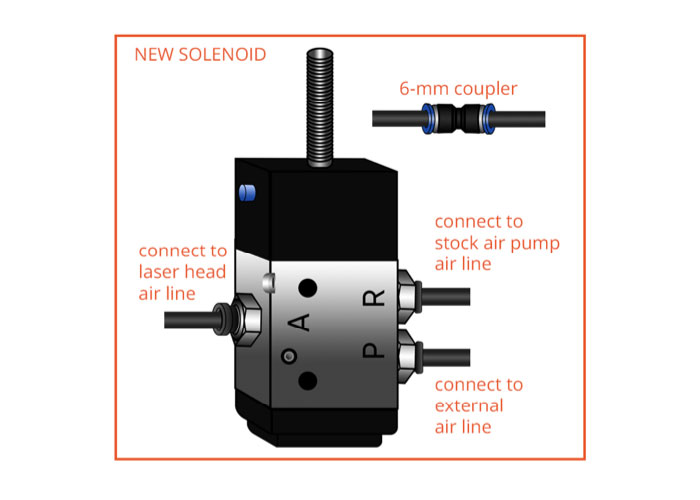 NEW SOLENOID
6-mm coupler
connect to
stock air pump
air line
connect to
laser head
air line
R
A
P
connect to
external
air line